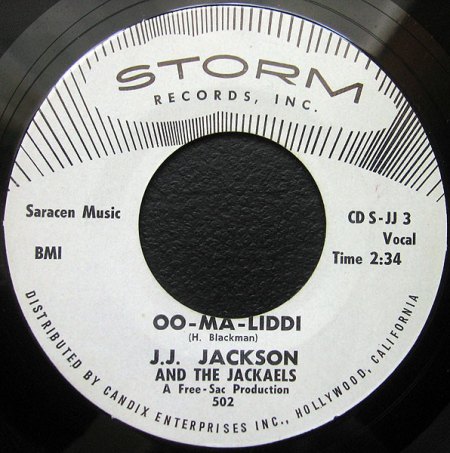 STORM
RECORDS, INC.
Saracen Music
BMI
CD S-JJ 3
Vocal
Time 2:34
OO-MA-LIDDI
(H. Blackman)
J.J. JACKSON
AND THE JACKAELS
A Free-Sac Production
502
DISTRIBUTED BY CANDIX ENTERPRISES INC., HOLLYWOOD, CALIFORNIA